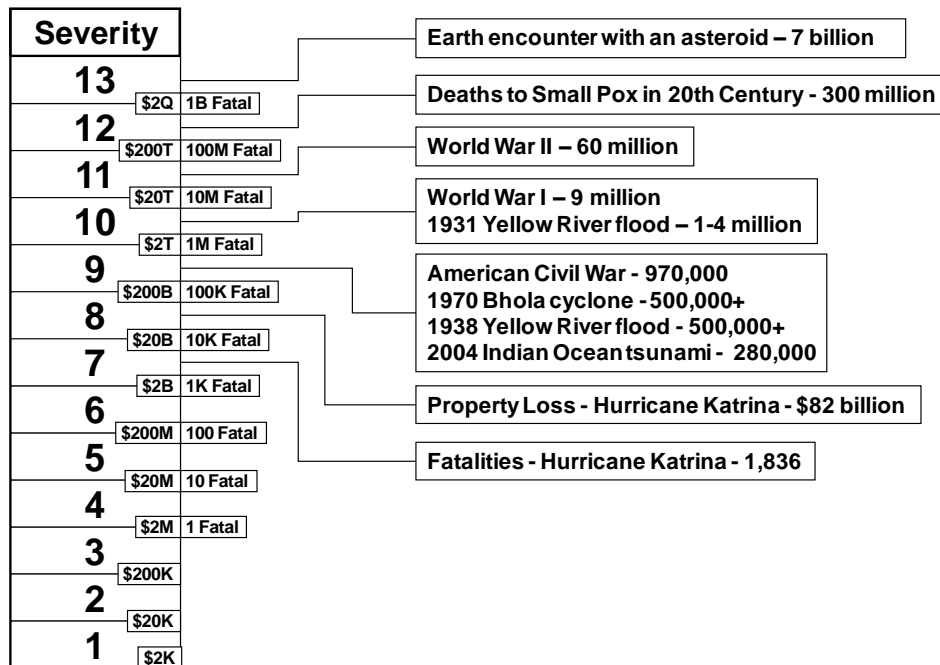 Severity
Earth encounter with an asteroid – 7 billion
13
$2Q 1B Fatal
Deaths to Small Pox in 20th Century - 300 million
12
$200T 100M Fatal
World War II – 60 million
11
$20T 10M Fatal
World War I – 9 million
1931 Yellow River flood – 1-4 million
10
$2T 1M Fatal
9
$200B 100K Fatal
American Civil War - 970,000
1970 Bhola cyclone - 500,000+
1938 Yellow River flood - 500,000+
2004 Indian Ocean tsunami - 280,000
8
$20B 10K Fatal
7
$2B 1K Fatal
Property Loss - Hurricane Katrina - $82 billion
6
$200M 100 Fatal
Fatalities - Hurricane Katrina - 1,836
5
$20M 10 Fatal
4
$2M 1 Fatal
3
$200K
2
$20K
1
$2K